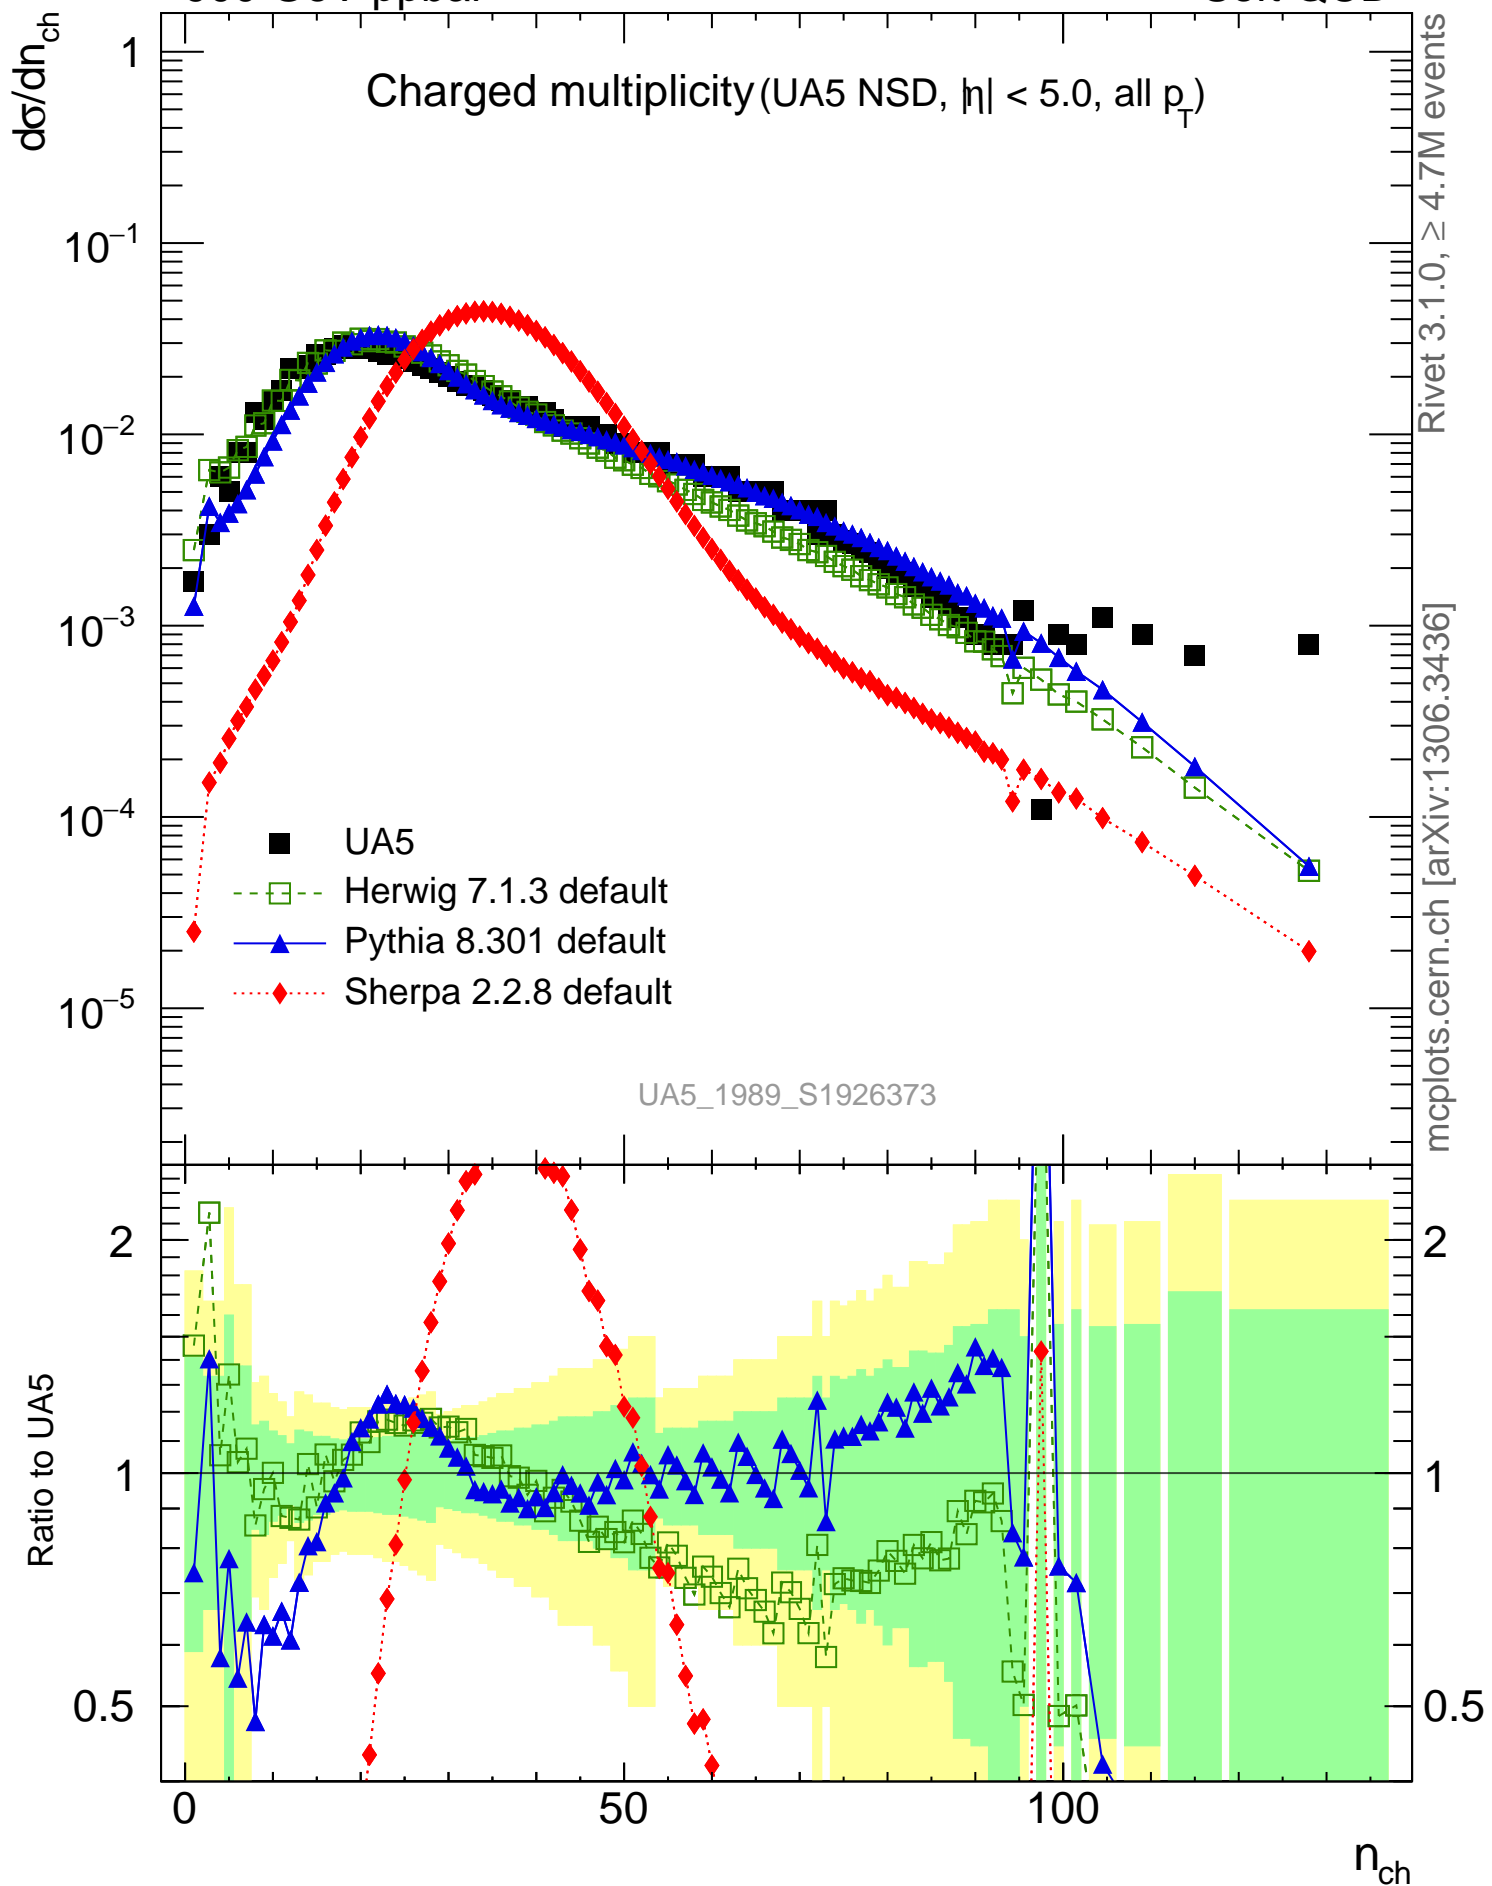 dσ/dn_ch
Charged multiplicity (UA5 NSD, |η| < 5.0, all p_T)
1
10^−1
10^−2
10^−3
10^−4
10^−5
UA5
Herwig 7.1.3 default
Pythia 8.301 default
Sherpa 2.2.8 default
UA5_1989_S1926373
Rivet 3.1.0, ≥ 4.7M events
mcplots.cern.ch [arXiv:1306.3436]
Ratio to UA5
2
1
0.5
2
1
0.5
0 50 100
n_ch